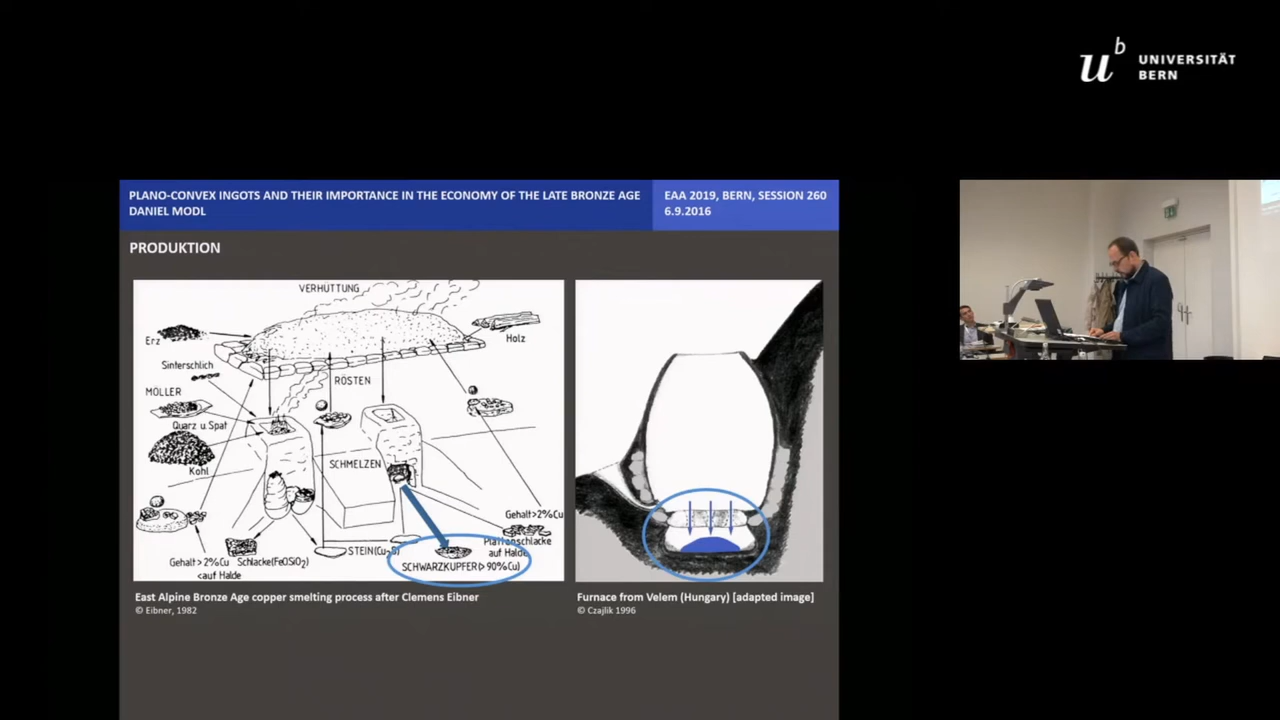 u^b UNIVERSITÄT
BERN
PLANO-CONVEX INGOTS AND THEIR IMPORTANCE IN THE ECONOMY OF THE LATE BRONZE AGE
DANIEL MODL
EAA 2019, BERN, SESSION 260
6.9.2016
PRODUKTION
VERHÜTTUNG
Erz
Holz
Sinterschlich
RÖSTEN
MÖLLER
Quarz u. Spat
Kohl
SCHMELZEN
Gehalt>2%Cu
Plattenschlacke
auf Halde
Gehalt>2%Cu
<auf Halde
Schlacke(FeOSiO₂)
STEIN(Cu-S)
SCHWARZKUPFER▷90%Cu)
East Alpine Bronze Age copper smelting process after Clemens Eibner
© Eibner, 1982
Furnace from Velem (Hungary) [adapted image]
© Czajlik 1996